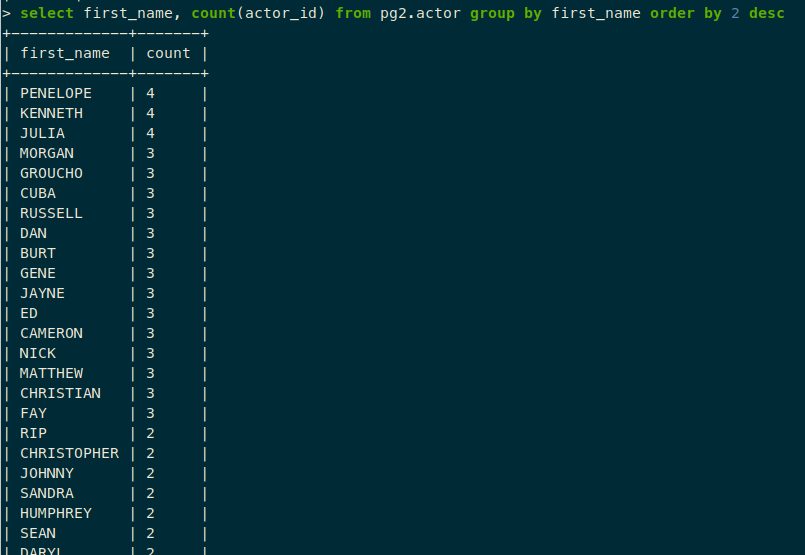 > select first_name, count(actor_id) from pg2.actor group by first_name order by 2 desc
+-------------+-------+
| first_name  | count |
+-------------+-------+
| PENELOPE    | 4     |
| KENNETH     | 4     |
| JULIA       | 4     |
| MORGAN      | 3     |
| GROUCHO     | 3     |
| CUBA        | 3     |
| RUSSELL     | 3     |
| DAN         | 3     |
| BURT        | 3     |
| GENE        | 3     |
| JAYNE       | 3     |
| ED          | 3     |
| CAMERON     | 3     |
| NICK        | 3     |
| MATTHEW     | 3     |
| CHRISTIAN   | 3     |
| FAY         | 3     |
| RIP         | 2     |
| CHRISTOPHER | 2     |
| JOHNNY      | 2     |
| SANDRA      | 2     |
| HUMPHREY    | 2     |
| SEAN        | 2     |
| DARYL       | 2     |